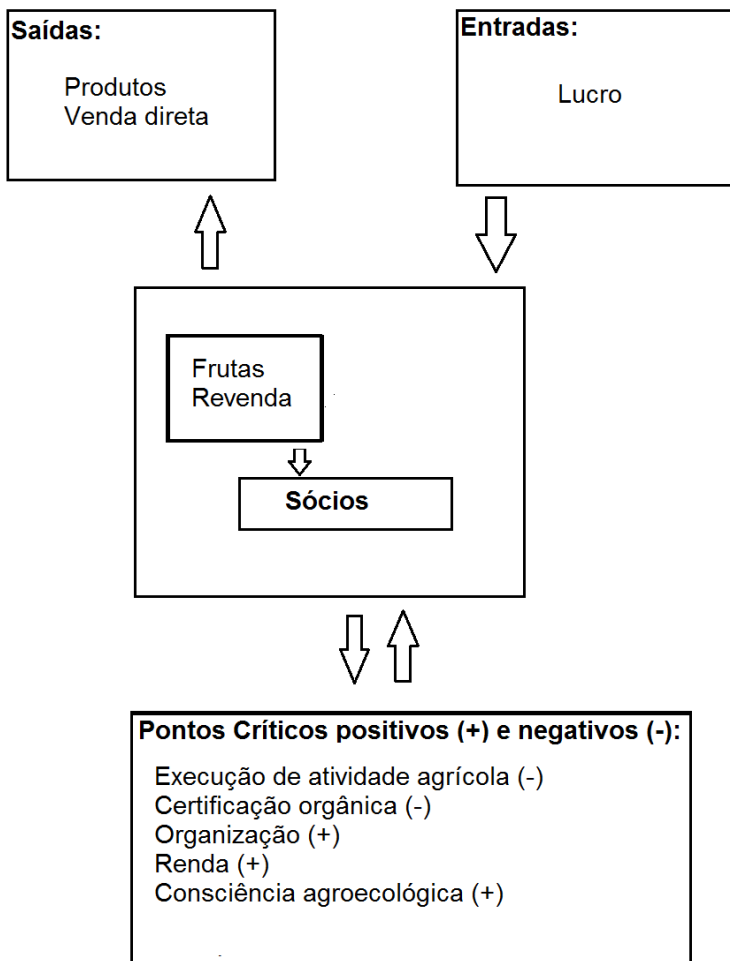 Saídas:
Produtos
Venda direta
Entradas:
Lucro
Frutas
Revenda
Sócios
Pontos Críticos positivos (+) e negativos (-):
Execução de atividade agrícola (-)
Certificação orgânica (-)
Organização (+)
Renda (+)
Consciência agroecológica (+)